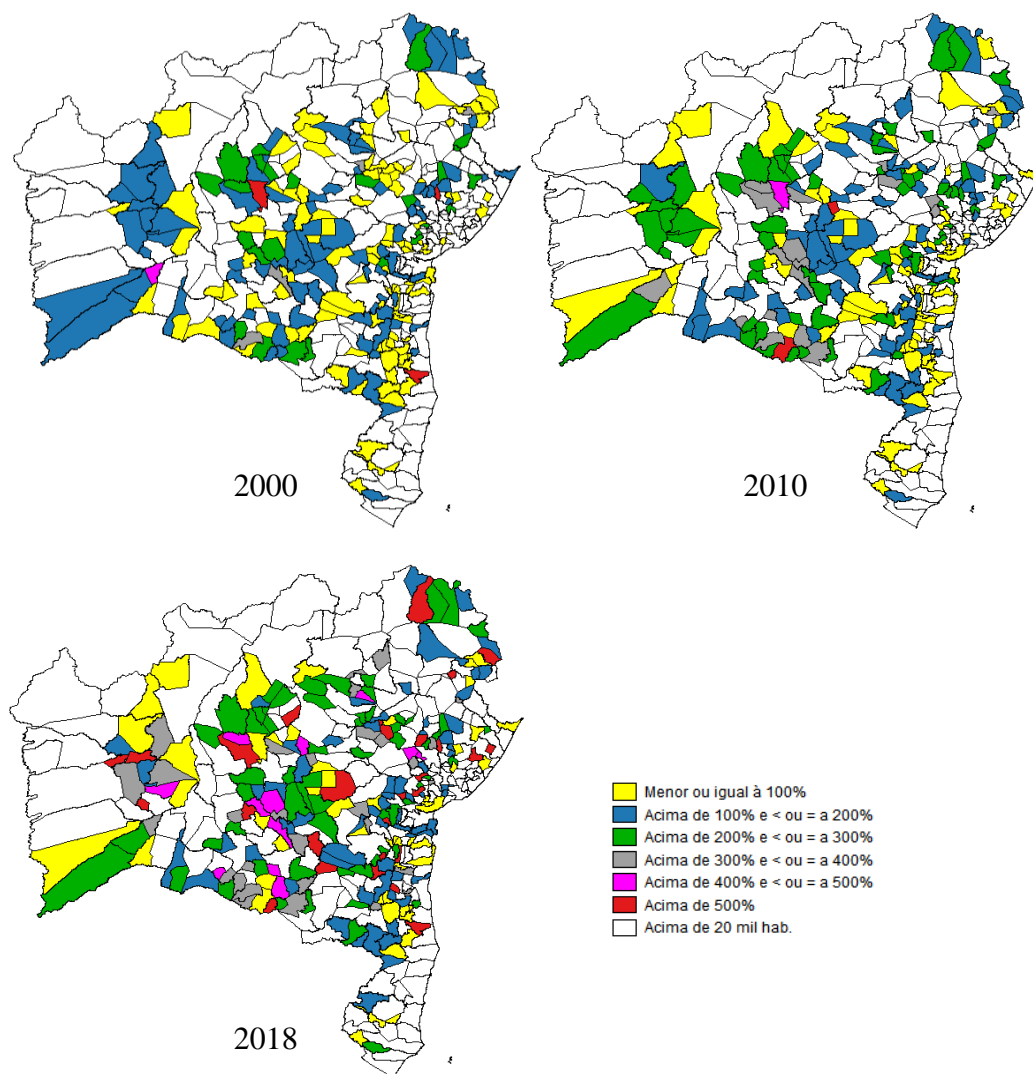 2000
2010
2018
Menor ou igual à 100%
Acima de 100% e < ou = a 200%
Acima de 200% e < ou = a 300%
Acima de 300% e < ou = a 400%
Acima de 400% e < ou = a 500%
Acima de 500%
Acima de 20 mil hab.